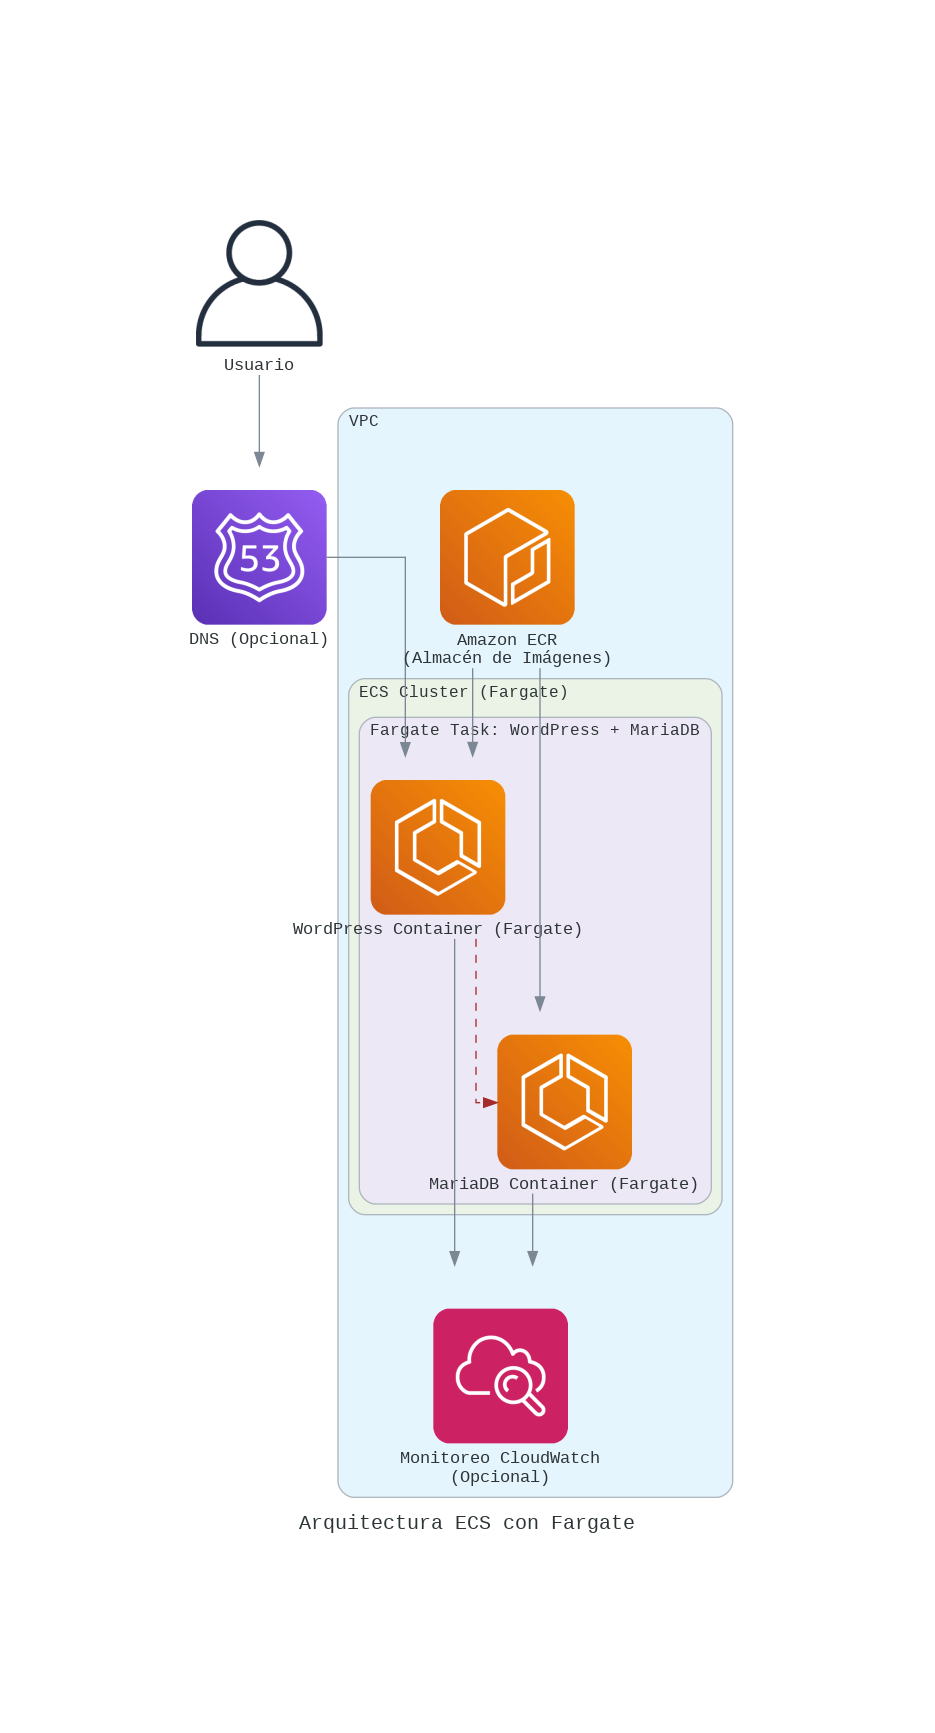 Usuario
VPC
53
DNS (Opcional)
Amazon ECR
(Almacén de Imágenes)
ECS Cluster (Fargate)
Fargate Task: WordPress + MariaDB
WordPress Container (Fargate)
MariaDB Container (Fargate)
Monitoreo CloudWatch
(Opcional)
Arquitectura ECS con Fargate